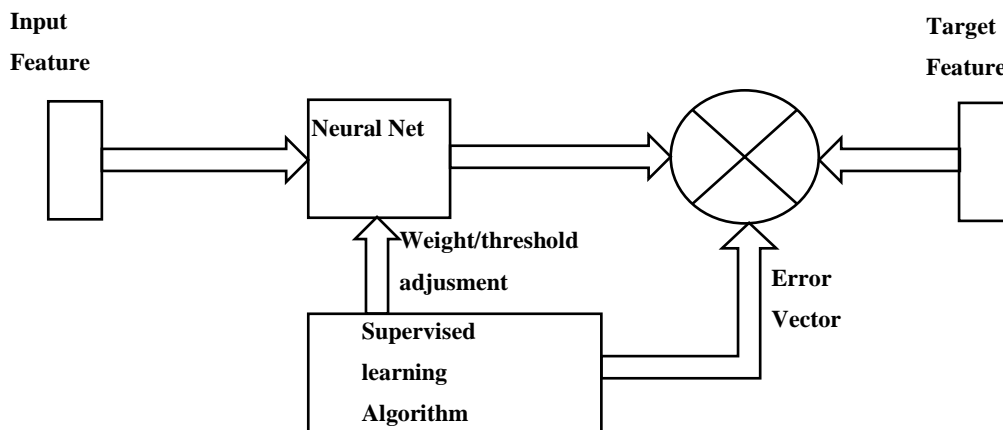 Input
Feature
Target
Feature
Neural Net
Weight/threshold
adjusment
Error
Vector
Supervised
learning
Algorithm